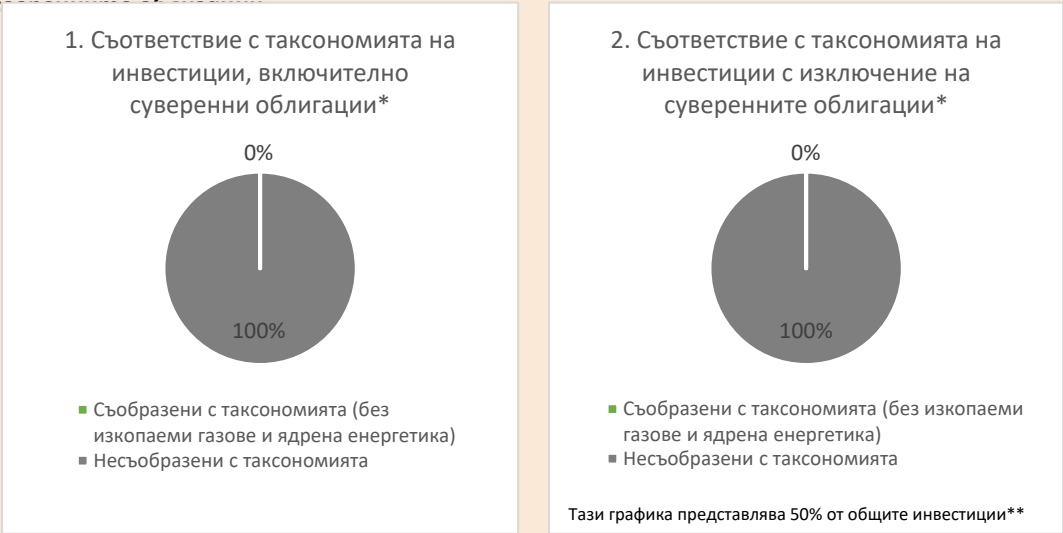 1. Съответствие с таксономията на
инвестиции, включително
суверенни облигации*
0%
100%
Съобразени с таксономията (без
изкопаеми газове и ядрена енергетика)
Несъобразени с таксономията
2. Съответствие с таксономията на
инвестиции с изключение на
суверенните облигации*
0%
100%
Съобразени с таксономията (без изкопаеми
газове и ядрена енергетика)
Несъобразени с таксономията
Тази графика представлява 50% от общите инвестиции**